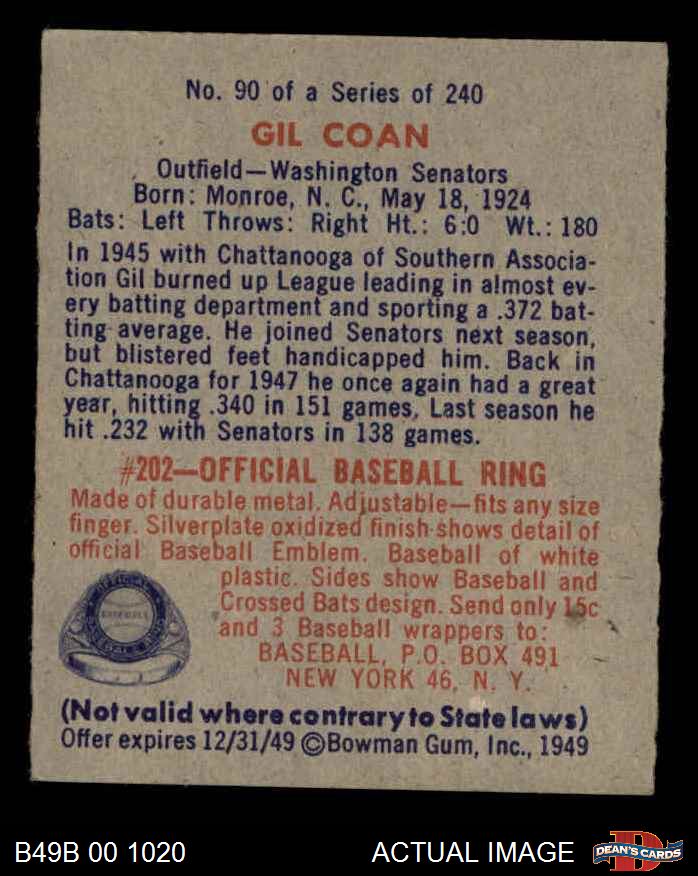 No. 90 of a Series of 240
GIL COAN
Outfield—Washington Senators
Born: Monroe, N. C., May 18, 1924
Bats: Left Throws: Right Ht.: 6:0 Wt.: 180
In 1945 with Chattanooga of Southern Associa-
tion Gil burned up League leading in almost ev-
ery batting department and sporting a .372 bat-
ting average. He joined Senators next season,
but blistered feet handicapped him. Back in
Chattanooga for 1947 he once again had a great
year, hitting .340 in 151 games. Last season he
hit .232 with Senators in 138 games.
#202—OFFICIAL BASEBALL RING
Made of durable metal. Adjustable—fits any size
finger. Silverplate oxidized finish shows detail of
official Baseball Emblem. Baseball of white
plastic. Sides show Baseball and
Crossed Bats design. Send only 15c
and 3 Baseball wrappers to:
BASEBALL, P.O. BOX 491
NEW YORK 46, N. Y.
OFFICIAL
BASEBALL
BASEBALL RING
(Not valid where contrary to State laws)
Offer expires 12/31/49 ©Bowman Gum, Inc., 1949
B49B 00 1020
ACTUAL IMAGE
DEAN'S CARDS